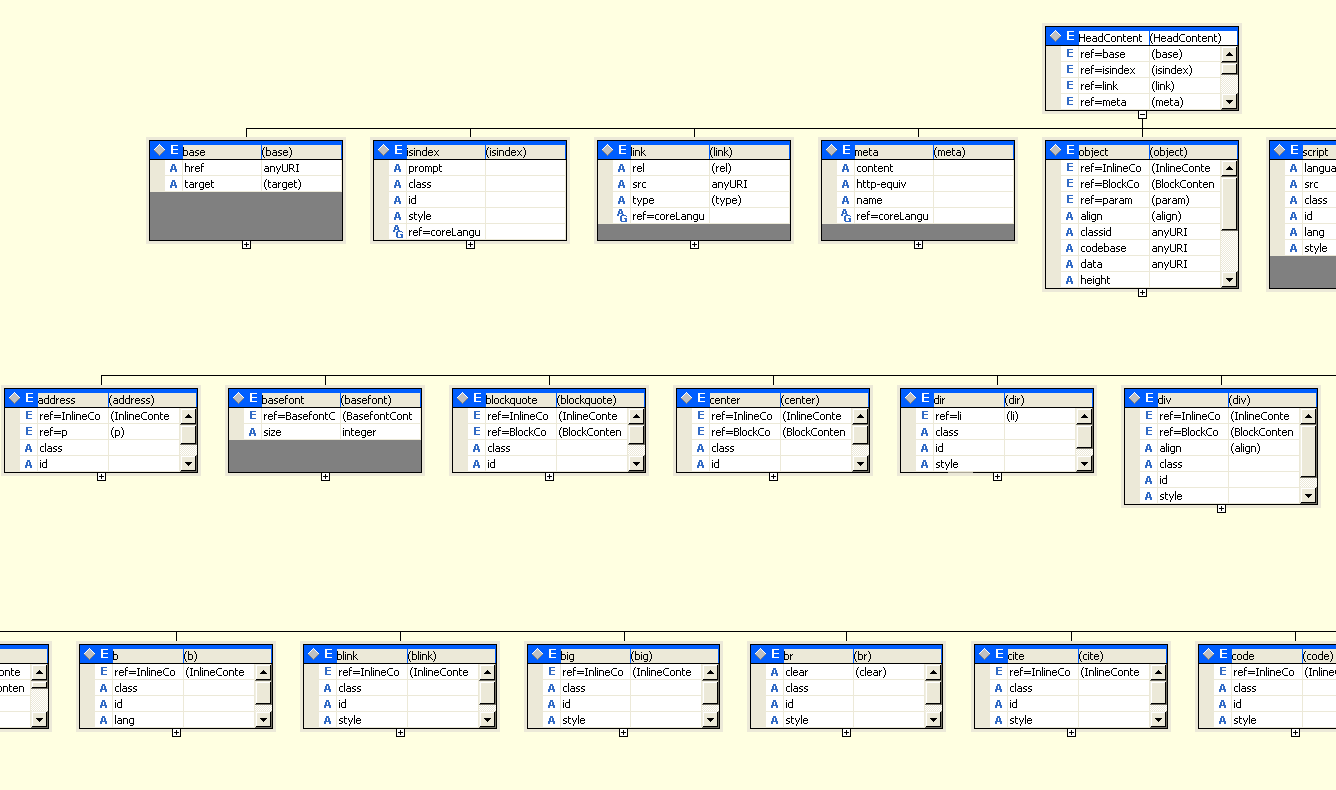 E HeadContent (HeadContent)
E ref=base (base)
E ref=isindex (isindex)
E ref=link (link)
E ref=meta (meta)
E base (base)
A href anyURI
A target (target)
E isindex (isindex)
A prompt
A class
A id
A style
AG ref=coreLangu
E link (link)
A rel (rel)
A src anyURI
A type (type)
AG ref=coreLangu
E meta (meta)
A content
A http-equiv
A name
AG ref=coreLangu
E object (object)
E ref=InlineCo (InlineConte
E ref=BlockCo (BlockConten
E ref=param (param)
A align (align)
A classid anyURI
A codebase anyURI
A data anyURI
A height
E script
A langua
A src
A class
A id
A lang
A style
E address (address)
E ref=InlineCo (InlineConte
E ref=p (p)
A class
A id
E basefont (basefont)
E ref=BasefontC (BasefontCont
A size integer
E blockquote (blockquote)
E ref=InlineCo (InlineConte
E ref=BlockCo (BlockConten
A class
A id
E center (center)
E ref=InlineCo (InlineConte
E ref=BlockCo (BlockConten
A class
A id
E dir (dir)
E ref=li (li)
A class
A id
A style
E div (div)
E ref=InlineCo (InlineConte
E ref=BlockCo (BlockConten
A align (align)
A class
A id
A style
onte
onten
E b (b)
E ref=InlineCo (InlineConte
A class
A id
A lang
E blink (blink)
E ref=InlineCo (InlineConte
A class
A id
A style
E big (big)
E ref=InlineCo (InlineConte
A class
A id
A style
E br (br)
A clear (clear)
A class
A id
A style
E cite (cite)
E ref=InlineCo (InlineConte
A class
A id
A style
E code (code)
E ref=InlineCo (Inline
A class
A id
A style